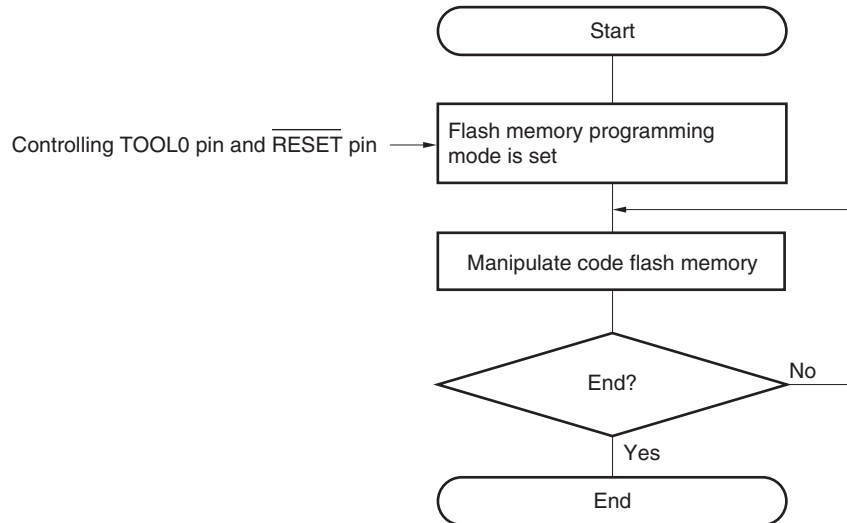 Start
Controlling TOOL0 pin and RESET pin
Flash memory programming
mode is set
Manipulate code flash memory
End?
No
Yes
End